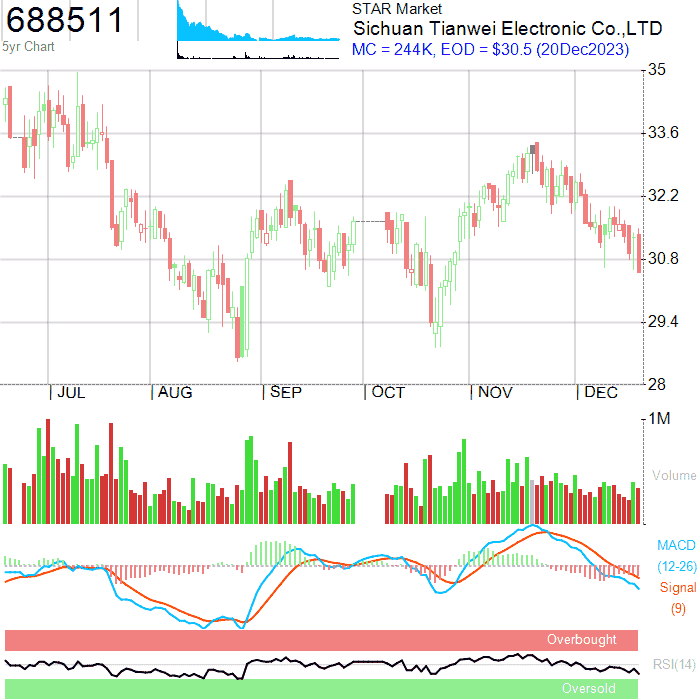 688511
5yr Chart
STAR Market
Sichuan Tianwei Electronic Co.,LTD
MC = 244K, EOD = $30.5 (20Dec2023)
35
33.6
32.2
30.8
29.4
28
JUL
AUG
SEP
OCT
NOV
DEC
1M
Volume
MACD
(12-26)
Signal
(9)
Overbought
RSI(14)
Oversold